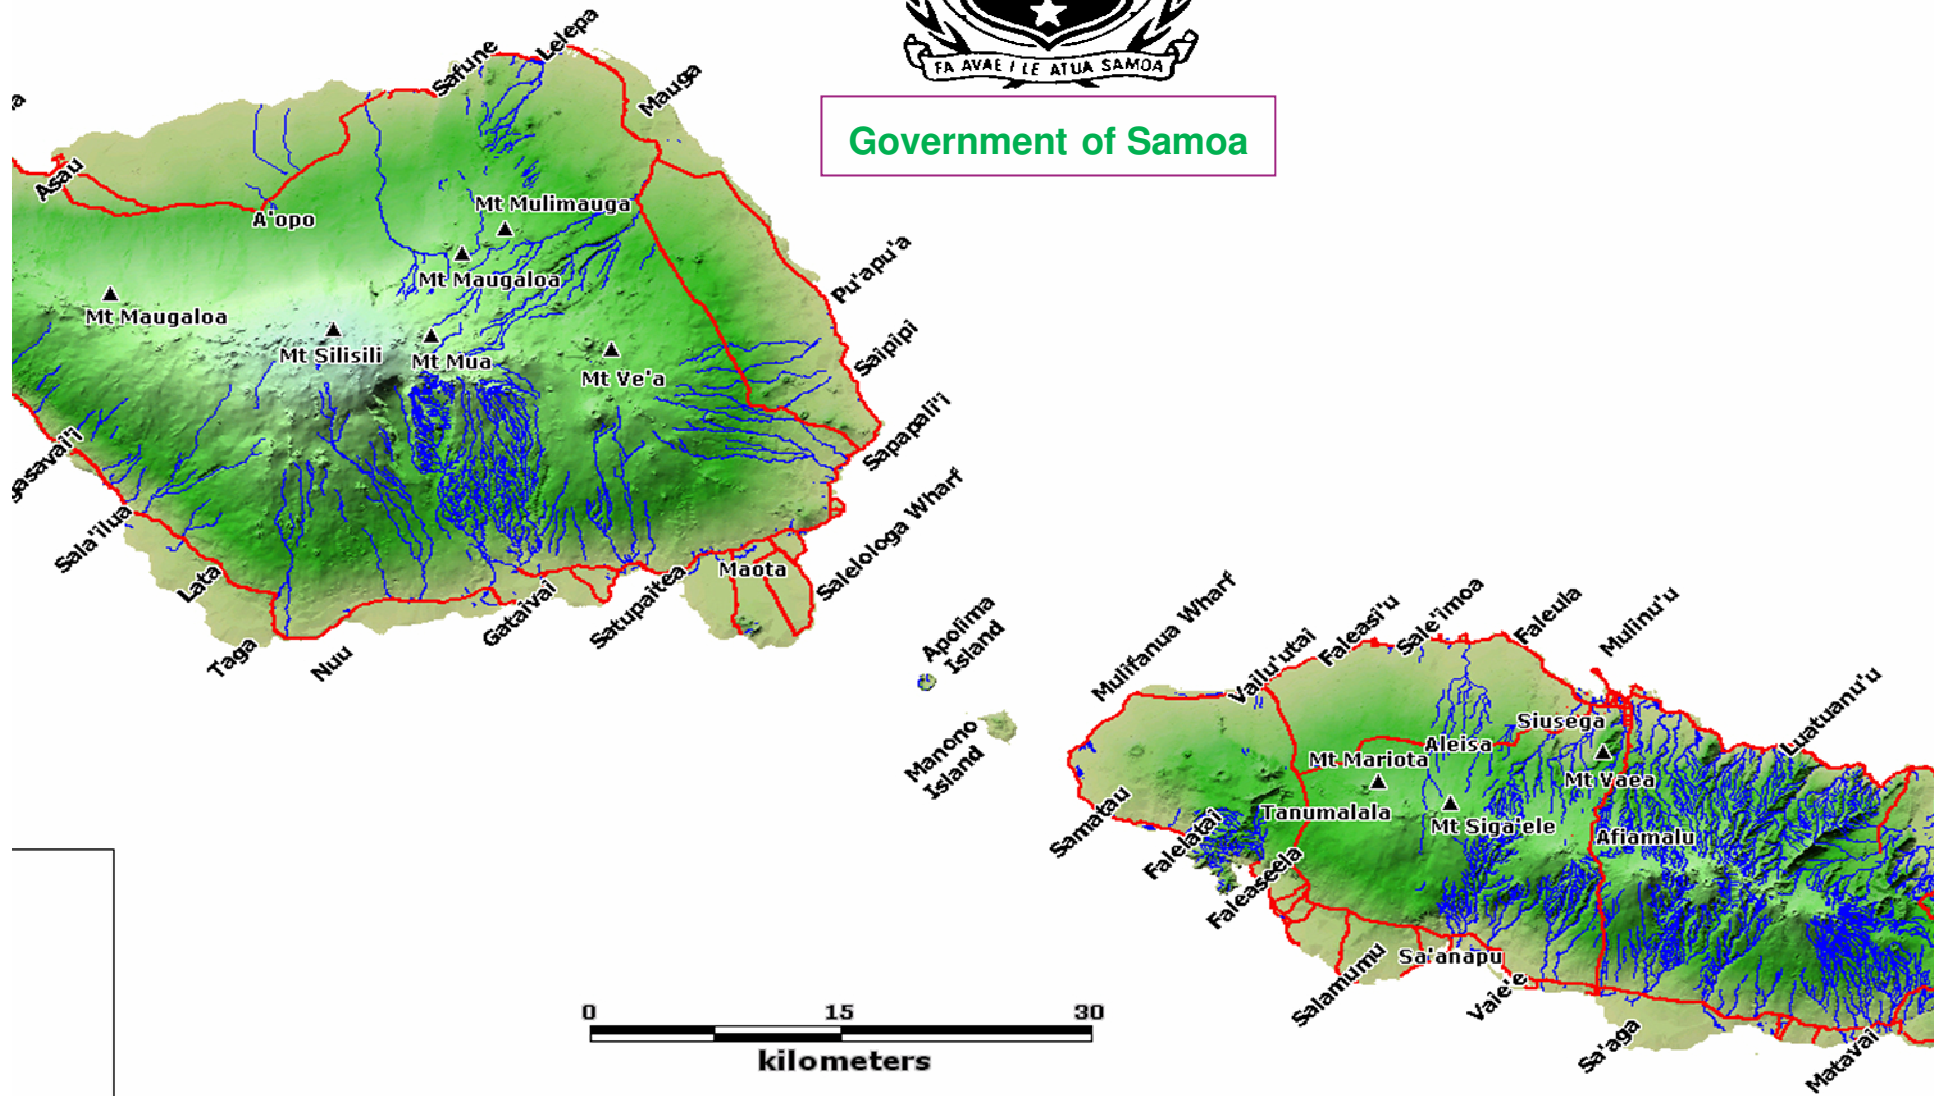 FA AVAE I LE ATUA SAMOA
Government of Samoa
Safune
Lelepa
Mauga
Asau
A'opo
Mt Mulimauga
Mt Maugaloa
Mt Maugaloa
Pu'apu'a
Mt Silisili
Mt Mua
Mt Ve'a
Saipipi
Sapapali'i
Sala'ilua
Lata
Taga
Nuu
Gataivai
Satupaitea
Maota
Salelologa Wharf
Apolima
Island
Manono
Island
Mulifanua Wharf
Vailu'utai
Faleasi'u
Sale'imoa
Faleula
Mulinu'u
Luatuanu'u
Siusega
Aleisa
Mt Mariota
Mt Vaea
Tanumalala
Mt Siga'ele
Afiamalu
Samatau
Falelatai
Faleaseela
Salamumu
Sa'anapu
Vaie'e
Sa'aga
Matavai
0 15 30
kilometers